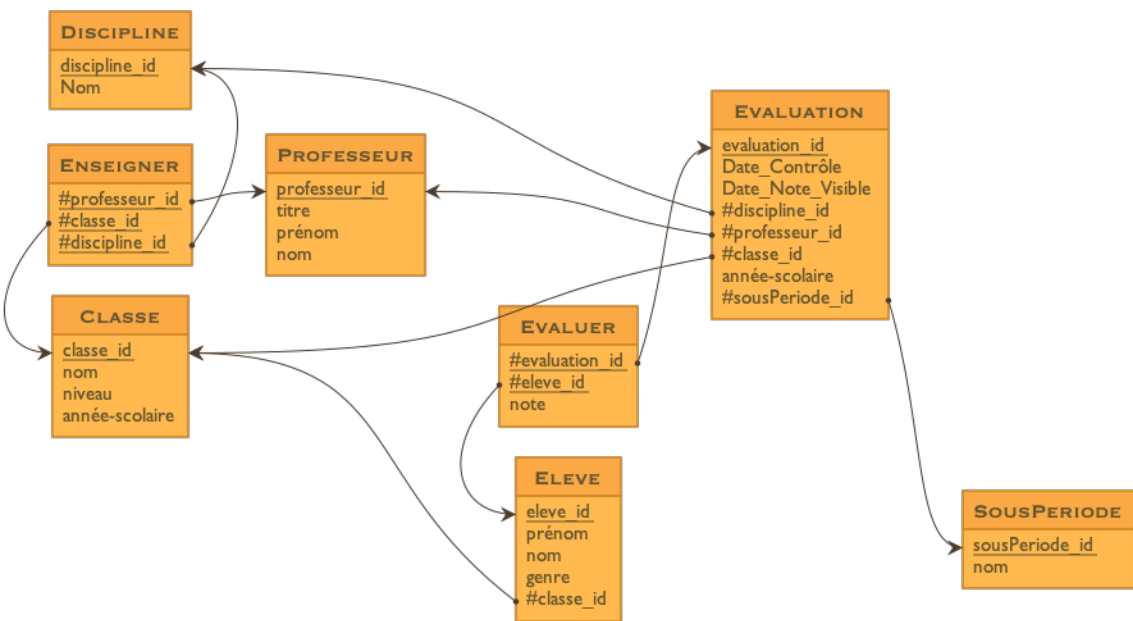 DISCIPLINE
discipline_id
Nom
ENSEIGNER
#professeur_id
#classe_id
#discipline_id
PROFESSEUR
professeur_id
titre
prénom
nom
CLASSE
classe_id
nom
niveau
année-scolaire
EVALUATION
evaluation_id
Date_Contrôle
Date_Note_Visible
#discipline_id
#professeur_id
#classe_id
année-scolaire
#sousPeriode_id
EVALUER
#evaluation_id
#eleve_id
note
ELEVE
eleve_id
prénom
nom
genre
#classe_id
SOUSPERIODE
sousPeriode_id
nom